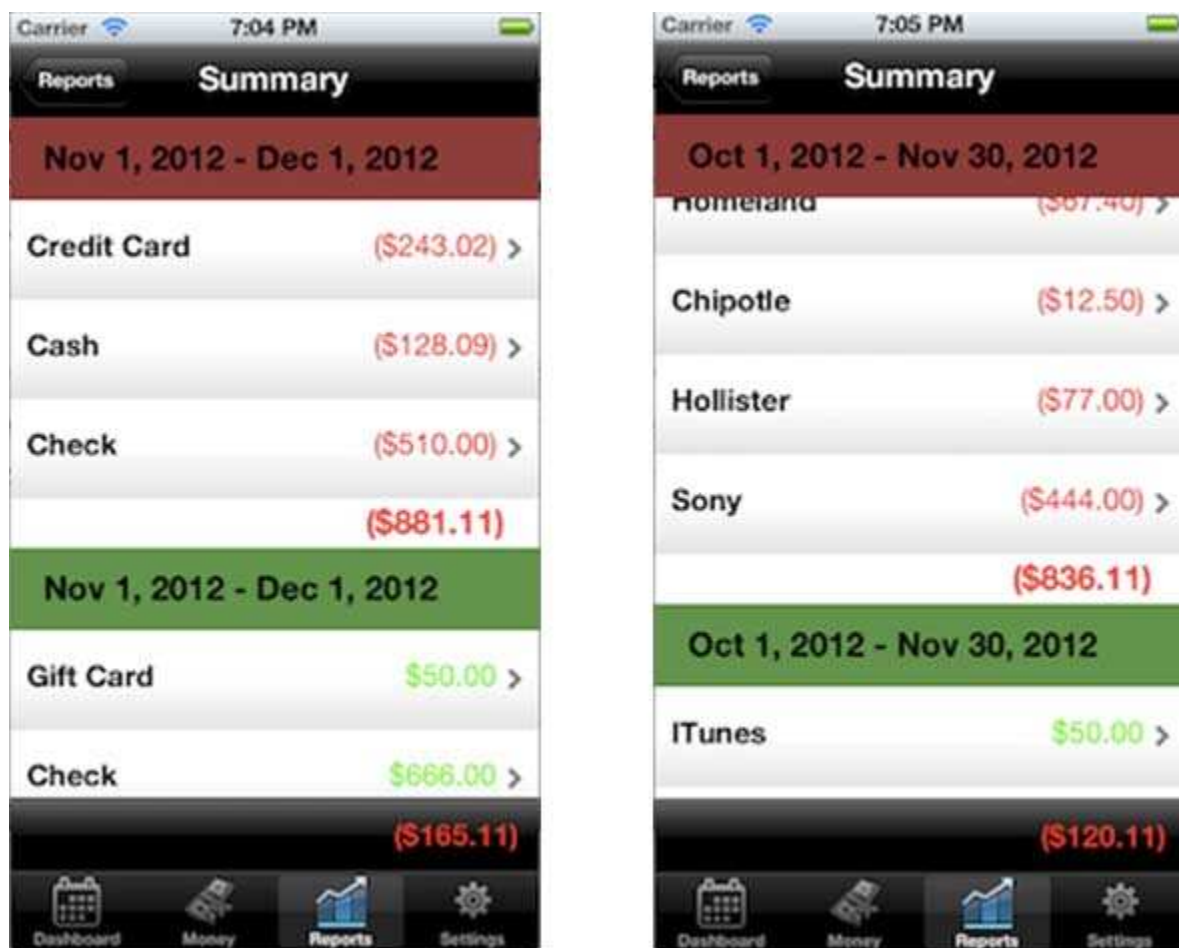 Carrier 7:04 PM
Reports Summary
Nov 1, 2012 - Dec 1, 2012
Credit Card ($243.02)
Cash ($128.09)
Check ($510.00)
($881.11)
Nov 1, 2012 - Dec 1, 2012
Gift Card $50.00
Check $666.00
($165.11)
Dashboard Money Reports Settings
Carrier 7:05 PM
Reports Summary
Oct 1, 2012 - Nov 30, 2012
Homeland ($67.40)
Chipotle ($12.50)
Hollister ($77.00)
Sony ($444.00)
($836.11)
Oct 1, 2012 - Nov 30, 2012
ITunes $50.00
($120.11)
Dashboard Money Reports Settings